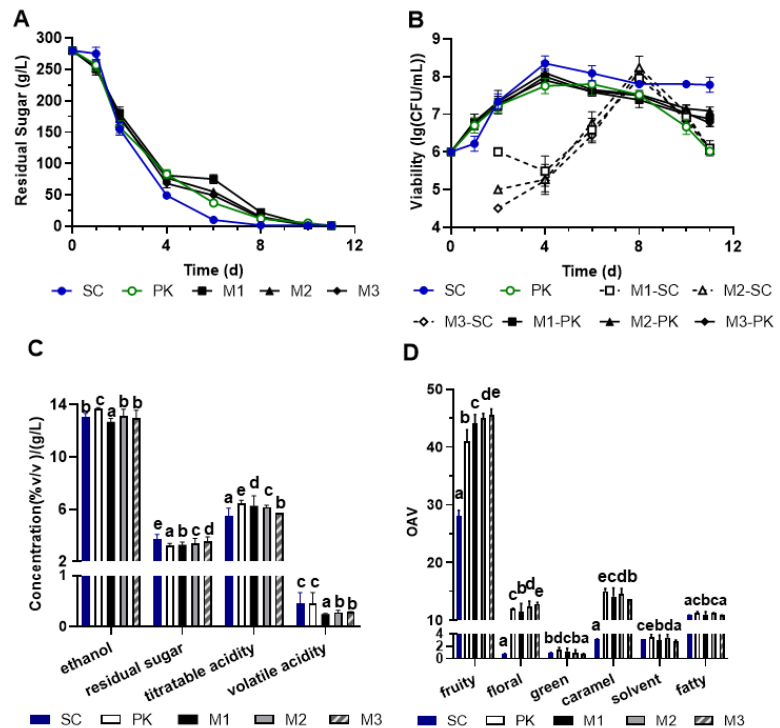 A
Residual Sugar (g/L)
300
250
200
150
100
50
0
0 4 8 12
Time (d)
SC PK M1 M2 M3
B
Viability (lg(CFU/mL))
9
8
7
6
5
4
0 4 8 12
Time (d)
SC PK M1-SC M2-SC
M3-SC M1-PK M2-PK M3-PK
C
Concentration(%v/v )/(g/L)
14
10
6
2
1
0
b c a b b
e a b c d
a e d c b
c c a b b
ethanol
residual sugar
titratable acidity
volatile acidity
SC PK M1 M2 M3
D
OAV
50
40
30
20
10
4
2
0
a b c d e
a c b d e
b d c b a
a e c d b
c e b d a
a c b c a
fruity
floral
green
caramel
solvent
fatty
SC PK M1 M2 M3